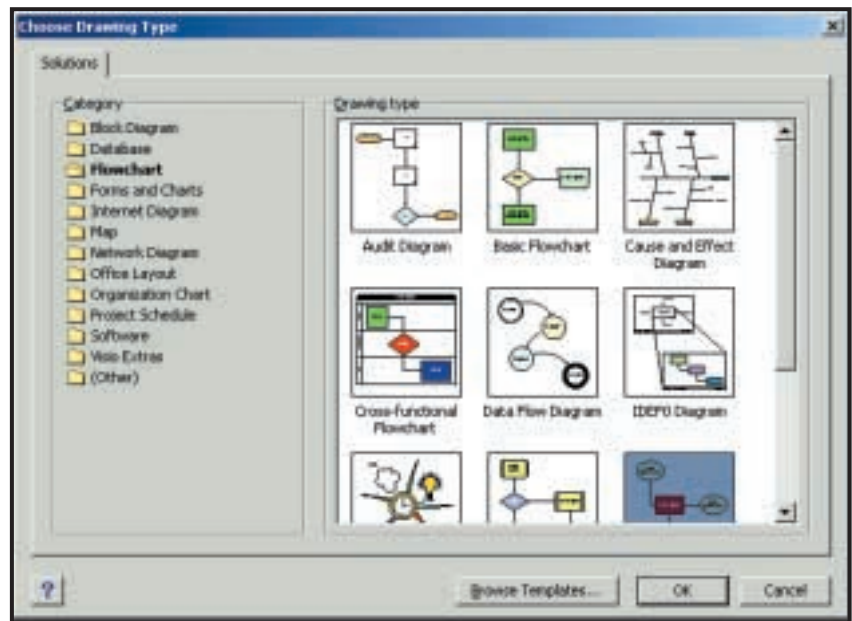 Choose Drawing Type
Solutions
Category
Block Diagram
Database
Flowchart
Forms and Charts
Internet Diagram
Map
Network Diagram
Office Layout
Organization Chart
Project Schedule
Software
Visio Extras
(Other)
Drawing type
Audit Diagram
Basic Flowchart
Cause and Effect
Diagram
Cross-functional
Flowchart
Data Flow Diagram
IDEF0 Diagram
?
Browse Templates...
OK
Cancel